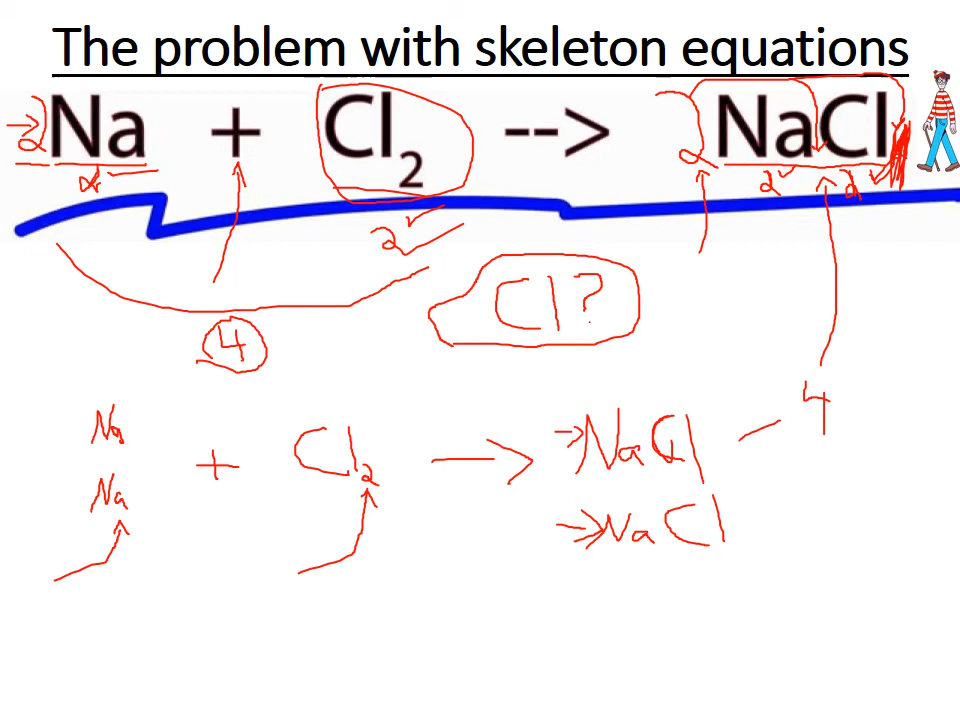 The problem with skeleton equations
2Na + Cl2 --> 2NaCl
2 2 2
2
Cl?
4
4
Na
Na + Cl2 → NaCl
NaCl